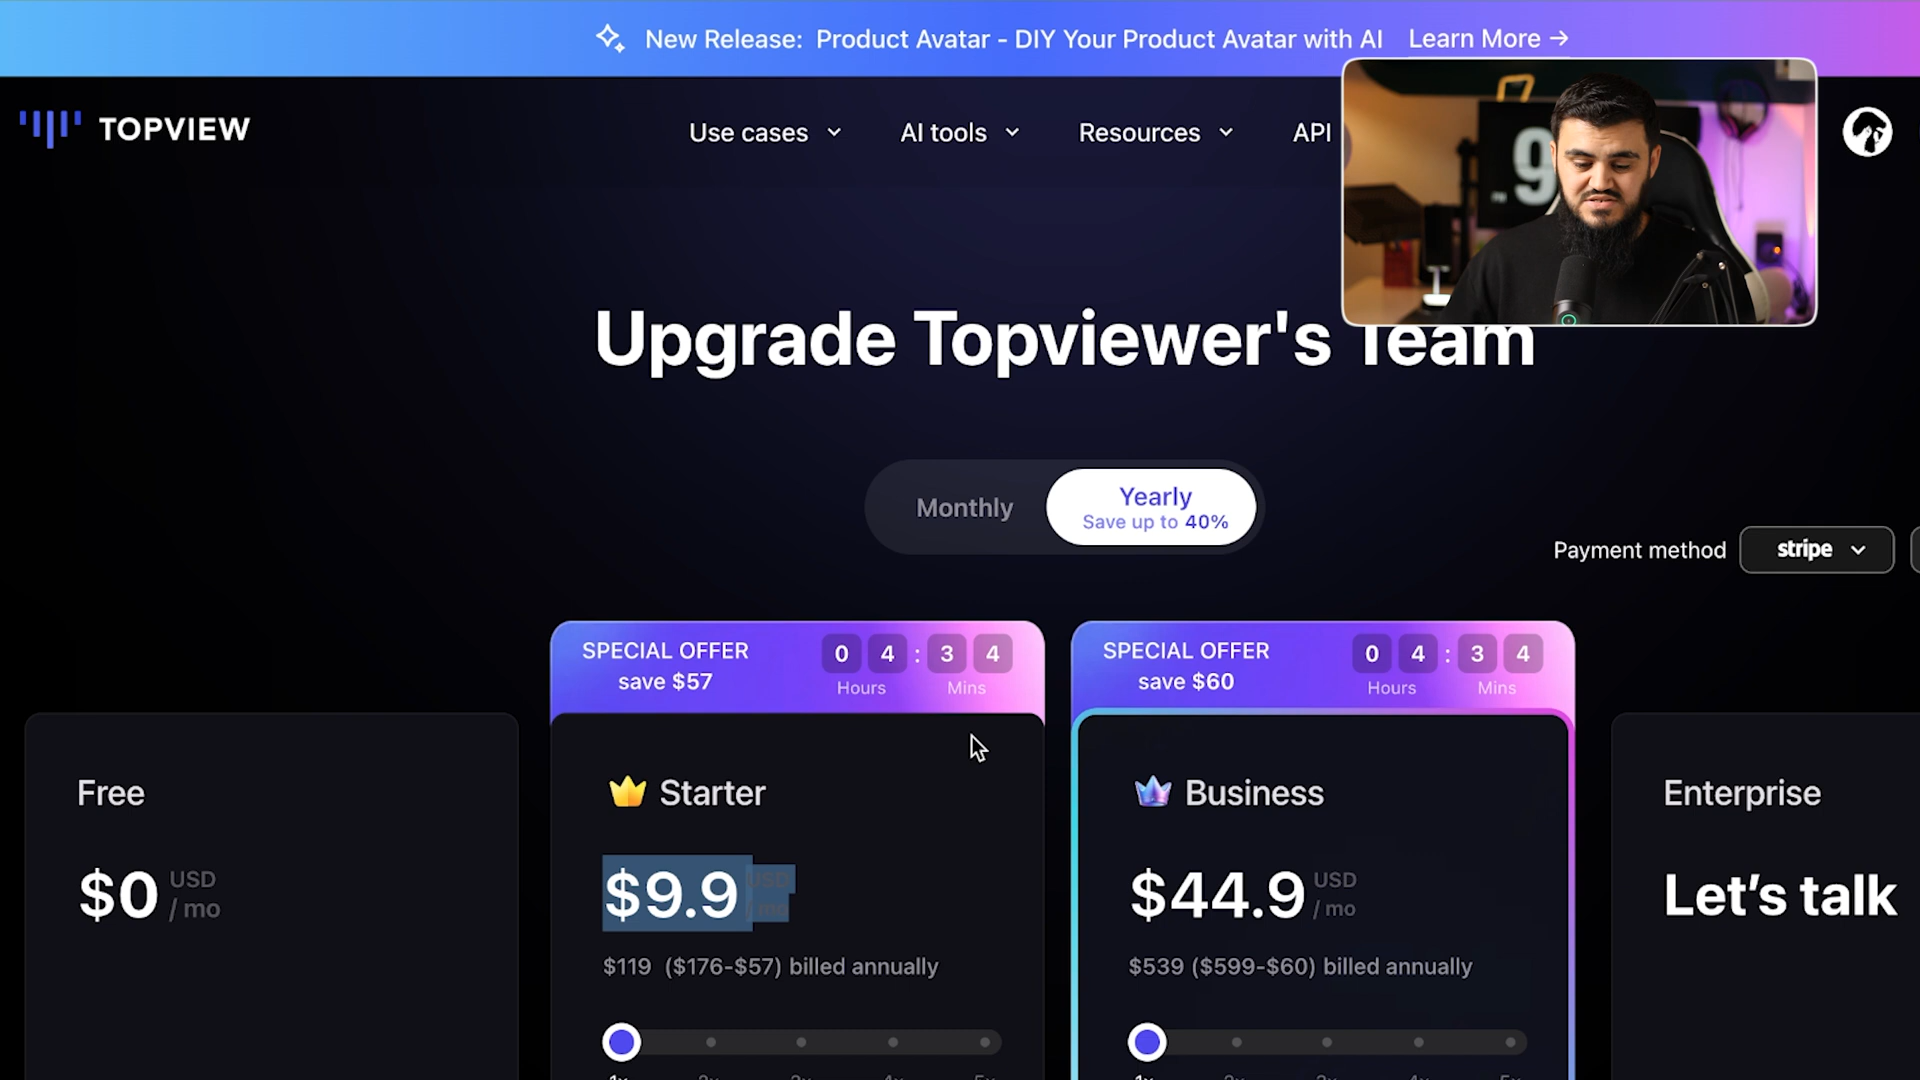 New Release: Product Avatar - DIY Your Product Avatar with AI Learn More →
TOPVIEW
Use cases
AI tools
Resources
API
9
Upgrade Topviewer's Team
Monthly
Yearly
Save up to 40%
Payment method
stripe
SPECIAL OFFER
save $57
0 4 : 3 4
Hours Mins
SPECIAL OFFER
save $60
0 4 : 3 4
Hours Mins
Free
$0 USD / mo
Starter
$9.9 USD / mo
$119 ($176-$57) billed annually
Business
$44.9 USD / mo
$539 ($599-$60) billed annually
Enterprise
Let's talk